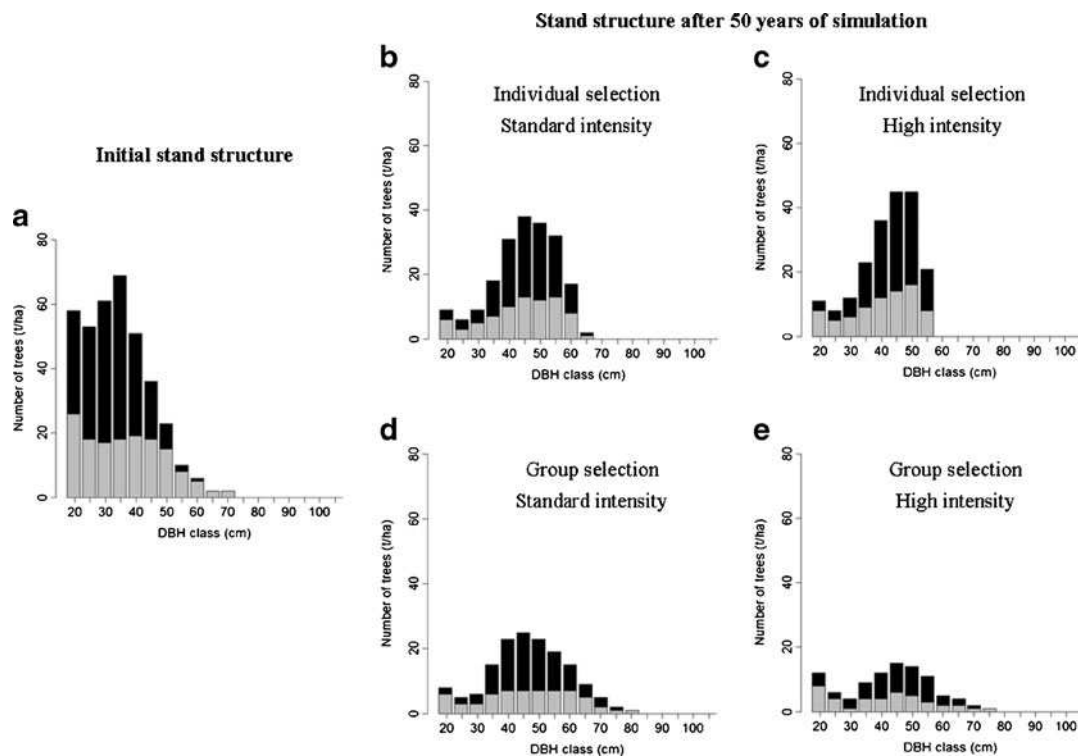 Stand structure after 50 years of simulation
Initial stand structure
a
Number of trees (t/ha)
0 20 40 60 80
20 30 40 50 60 70 80 90 100
DBH class (cm)
b
Individual selection
Standard intensity
Number of trees (t/ha)
0 20 40 60 80
20 30 40 50 60 70 80 90 100
DBH class (cm)
c
Individual selection
High intensity
Number of trees (t/ha)
0 20 40 60 80
20 30 40 50 60 70 80 90 100
DBH class (cm)
d
Group selection
Standard intensity
Number of trees (t/ha)
0 20 40 60 80
20 30 40 50 60 70 80 90 100
DBH class (cm)
e
Group selection
High intensity
Number of trees (t/ha)
0 20 40 60 80
20 30 40 50 60 70 80 90 100
DBH class (cm)